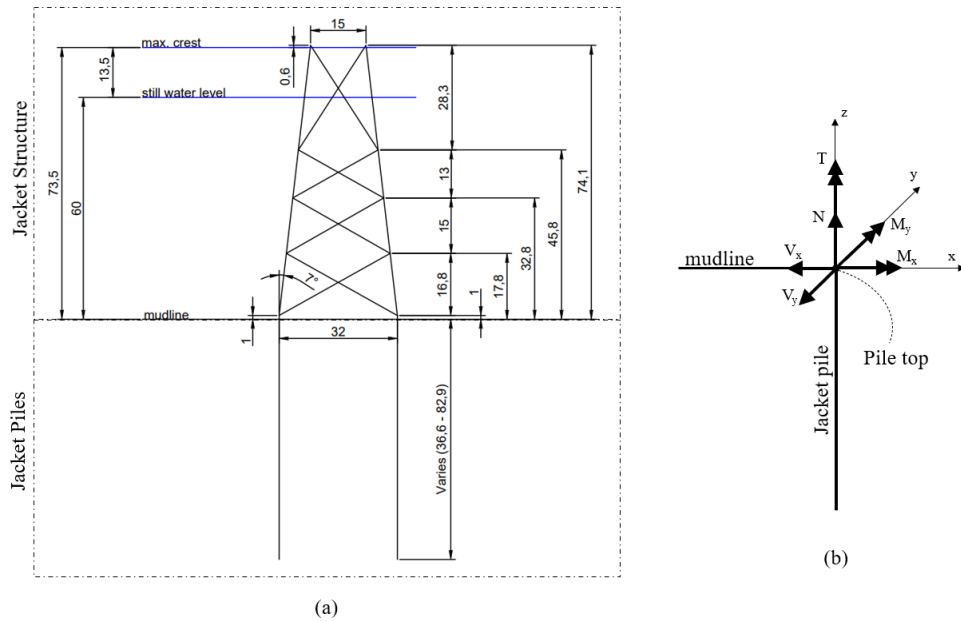 15
max. crest
13,5
0,6
still water level
28,3
Jacket Structure
73,5
60
13
74,1
45,8
15
32,8
7°
16,8
17,8
1
mudline
1
32
Jacket Piles
Varies (36,6 - 82,9)
(a)
z
T
y
N
My
Vx
mudline
Mx
x
Vy
Pile top
Jacket pile
(b)